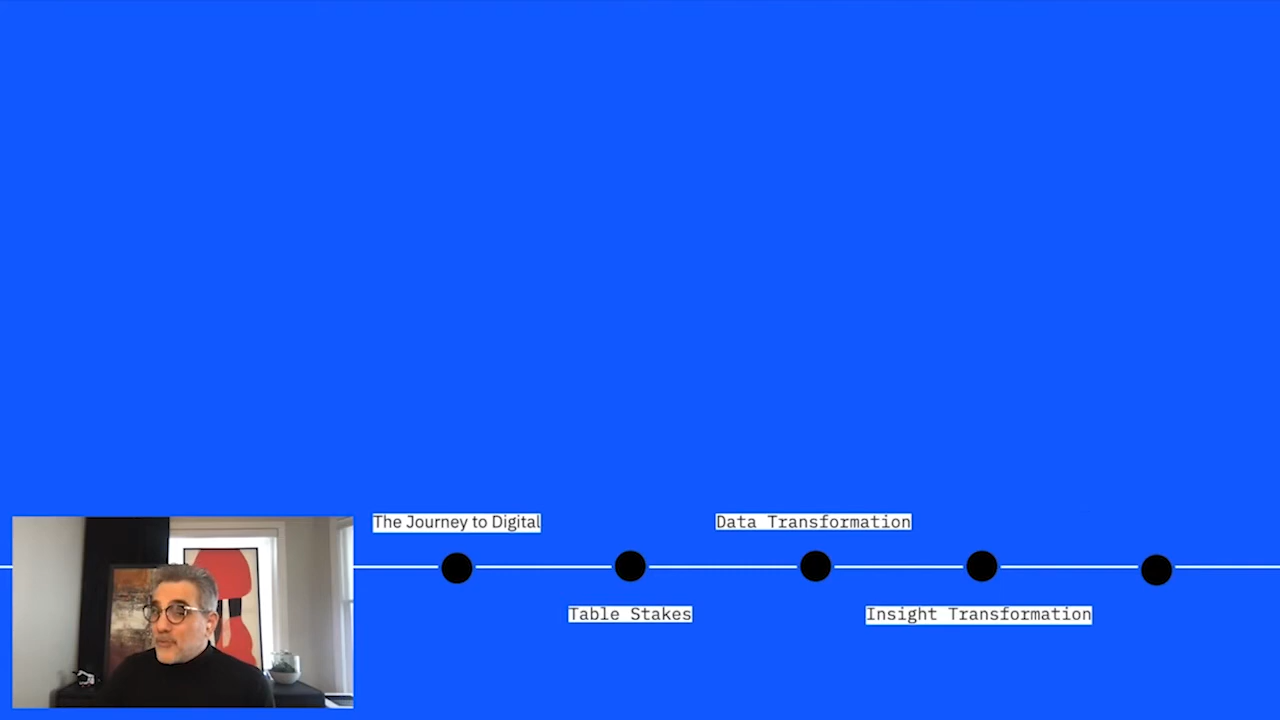 The Journey to Digital
Table Stakes
Data Transformation
Insight Transformation